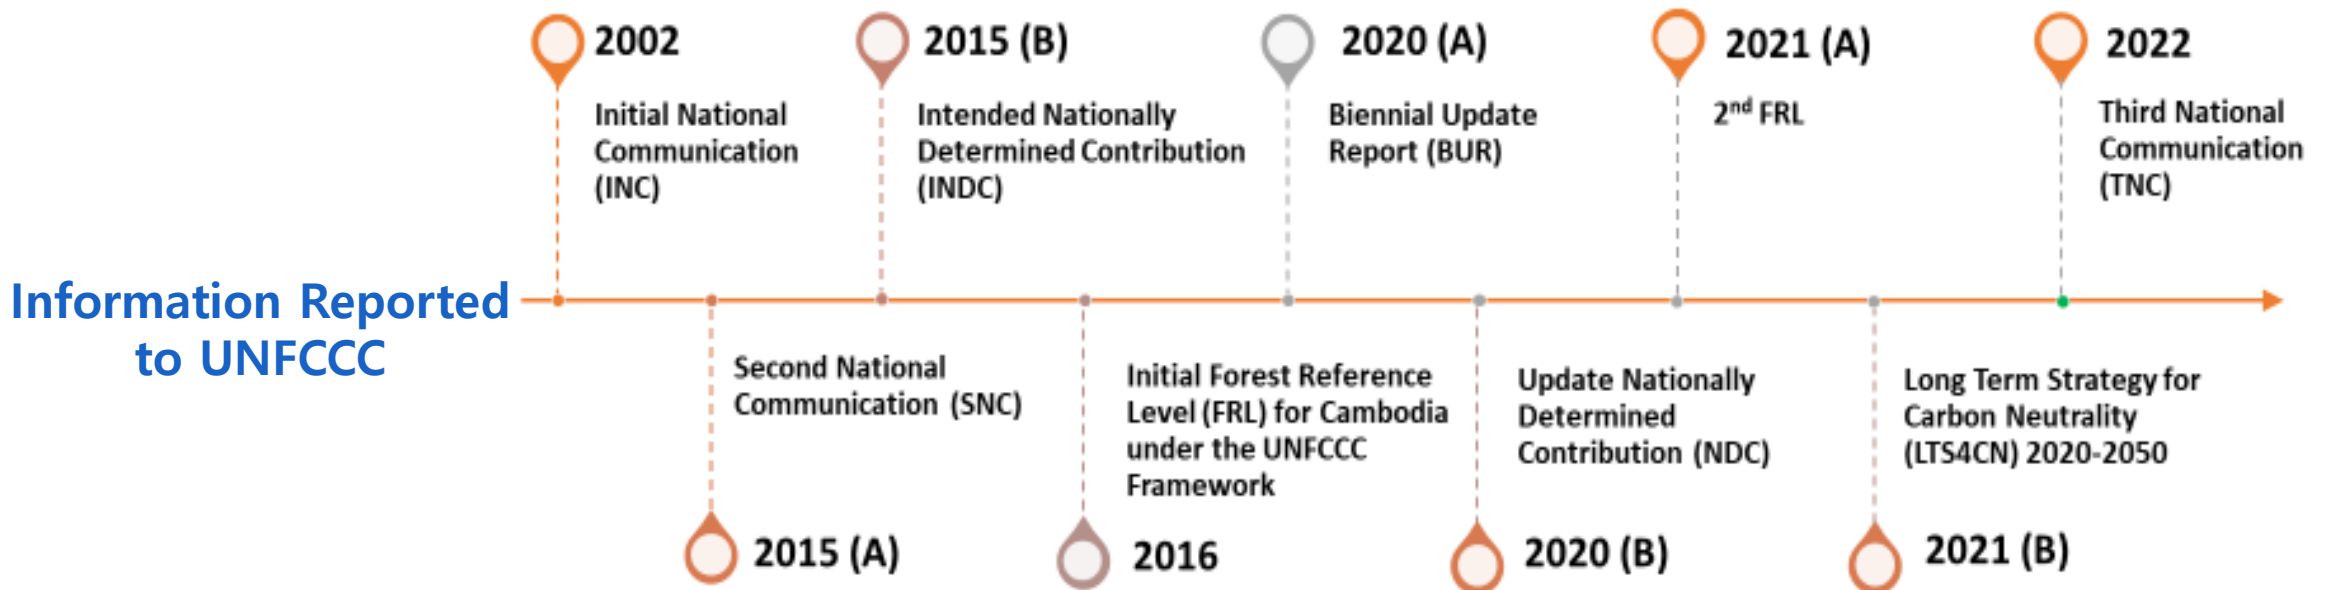 Information Reported
to UNFCCC
2002
Initial National
Communication
(INC)
2015 (A)
Second National
Communication (SNC)
2015 (B)
Intended Nationally
Determined Contribution
(INDC)
2016
Initial Forest Reference
Level (FRL) for Cambodia
under the UNFCCC
Framework
2020 (A)
Biennial Update
Report (BUR)
2020 (B)
Update Nationally
Determined
Contribution (NDC)
2021 (A)
2nd FRL
2021 (B)
Long Term Strategy for
Carbon Neutrality
(LTS4CN) 2020-2050
2022
Third National
Communication
(TNC)